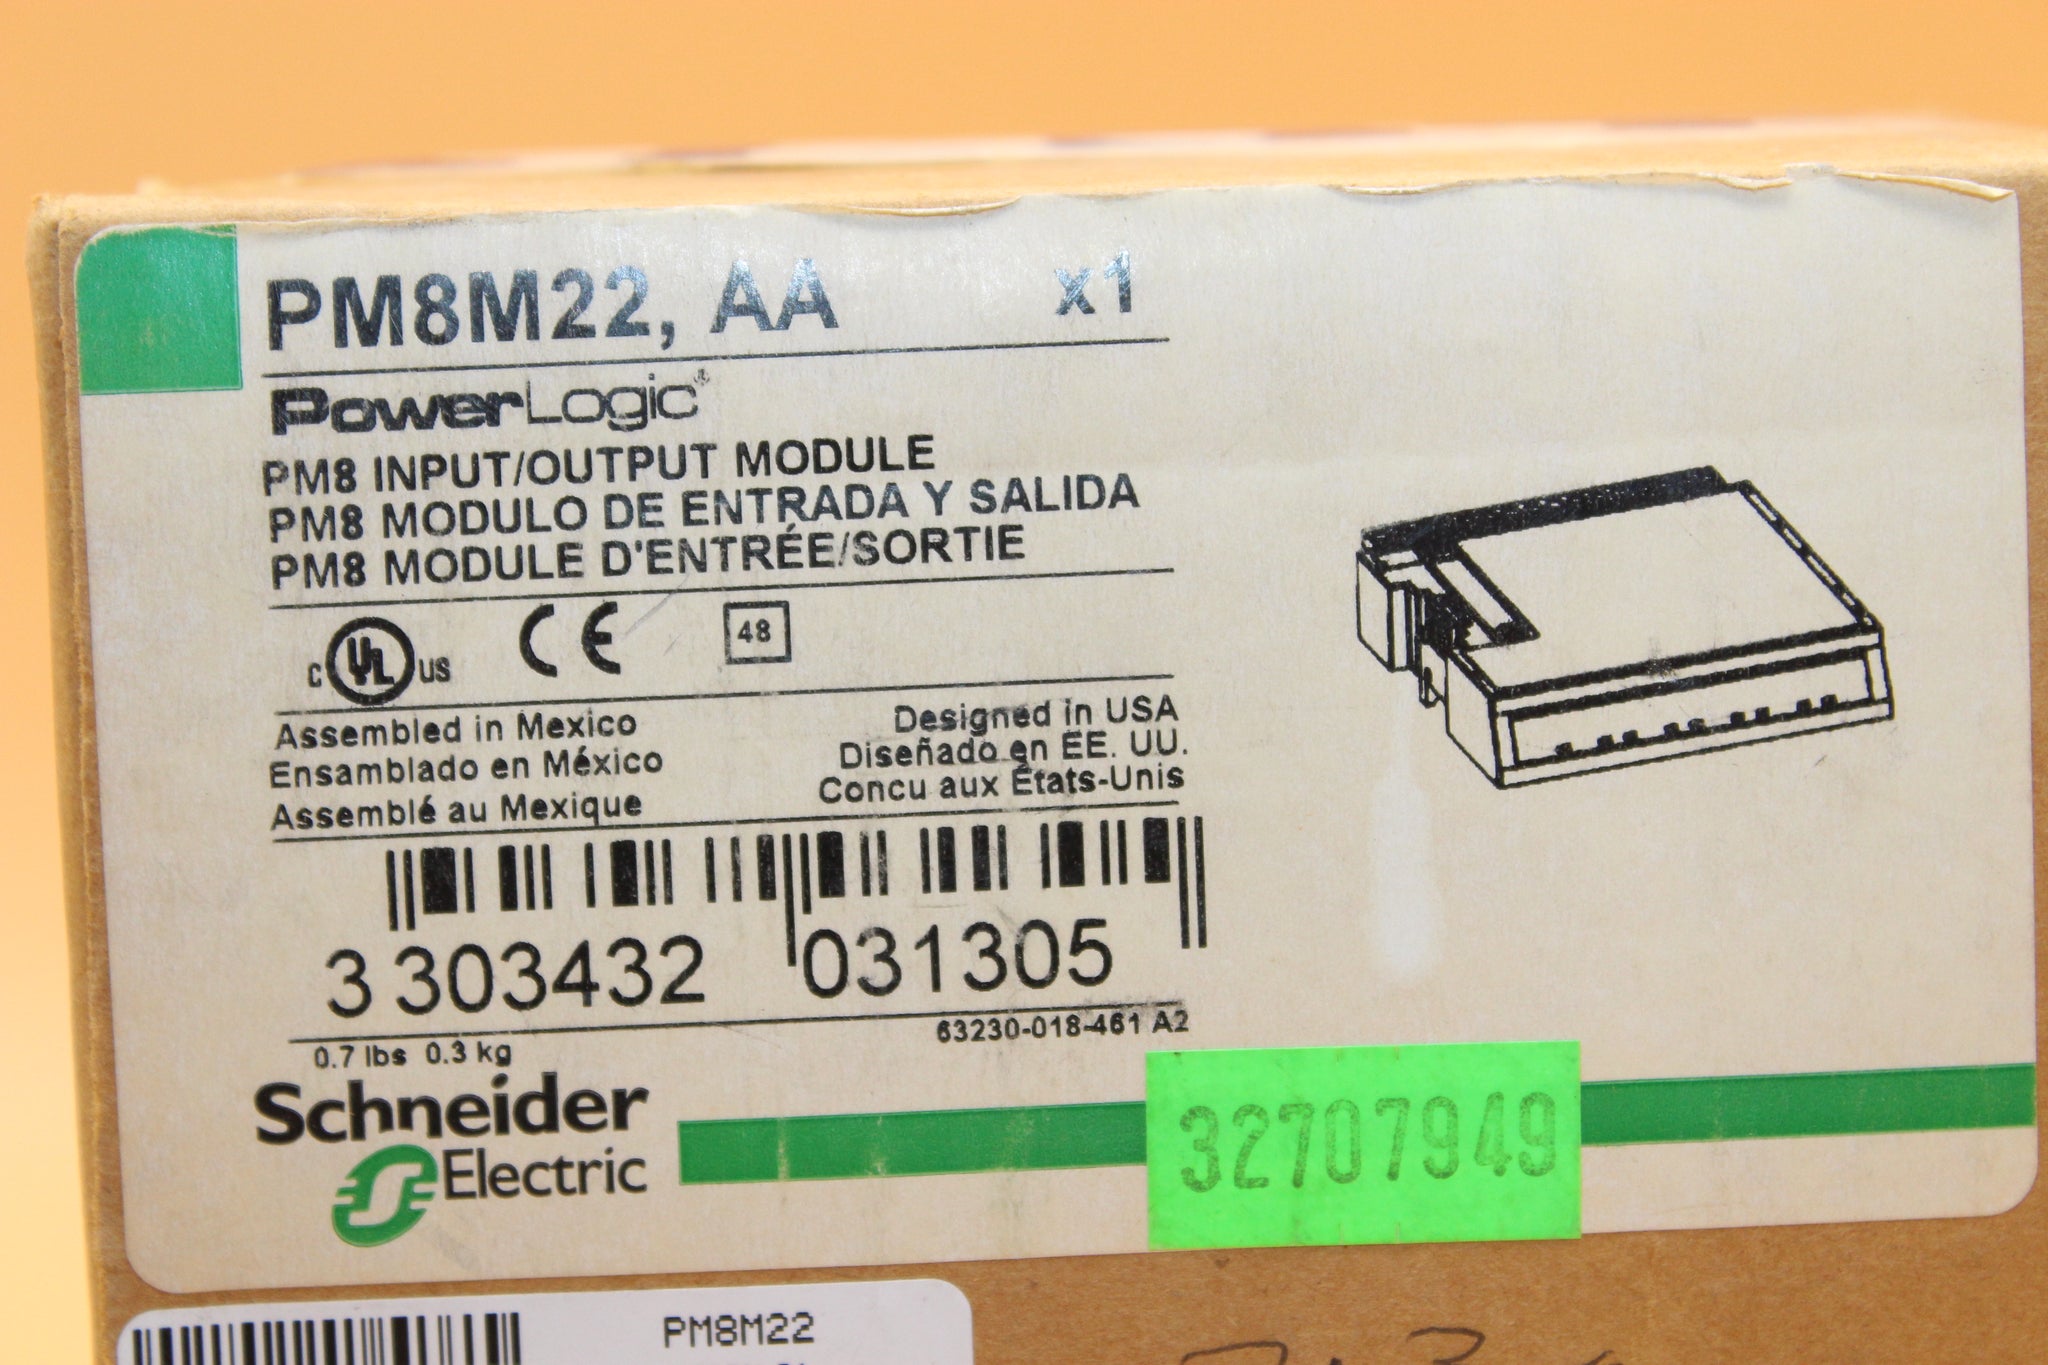 PM8M22, AA x1
PowerLogic®
PM8 INPUT/OUTPUT MODULE
PM8 MODULO DE ENTRADA Y SALIDA
PM8 MODULE D'ENTRÉE/SORTIE
C UL US CE 48
Assembled in Mexico Designed in USA
Ensamblado en México Diseñado en EE. UU.
Assemblé au Mexique Concu aux États-Unis
3 303432 031305
0.7 lbs 0.3 kg 63230-018-461 A2
Schneider
Electric
32707949
PM8M22